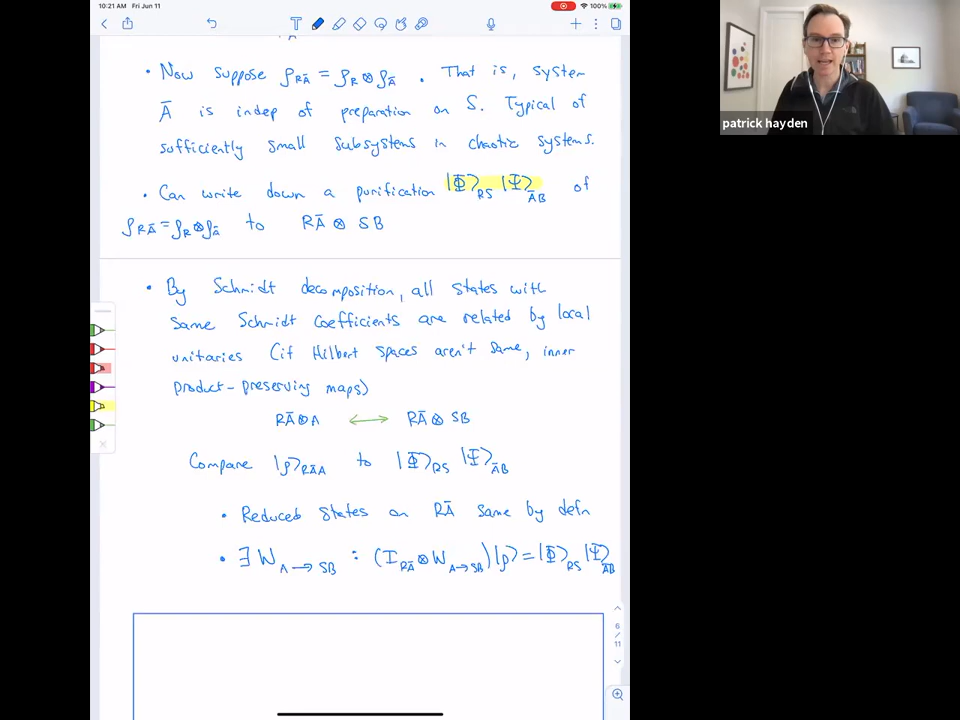 10:21 AM Fri Jun 11
100%
patrick hayden
• Now suppose ρ_{RĀ} = ρ_R ⊗ ρ_Ā . That is, system
Ā is indep of preparation on S. Typical of
sufficiently small subsystems in chaotic systems.
• Can write down a purification |Φ⟩_{RS} |Ψ⟩_{ĀB} of
ρ_{RĀ} = ρ_R ⊗ ρ_Ā to RĀ ⊗ SB
• By Schmidt decomposition, all states with
same Schmidt coefficients are related by local
unitaries (if Hilbert spaces aren't same, inner
product-preserving maps)
RĀ⊗A ⟷ RĀ⊗SB
Compare |ρ⟩_{RĀA} to |Φ⟩_{RS} |Ψ⟩_{ĀB}
• Reduced states on RĀ same by defn
• ∃ W_{A→SB} : (I_{RĀ} ⊗ W_{A→SB}) |ρ⟩ = |Φ⟩_{RS} |Ψ⟩_{ĀB}
6
/
11